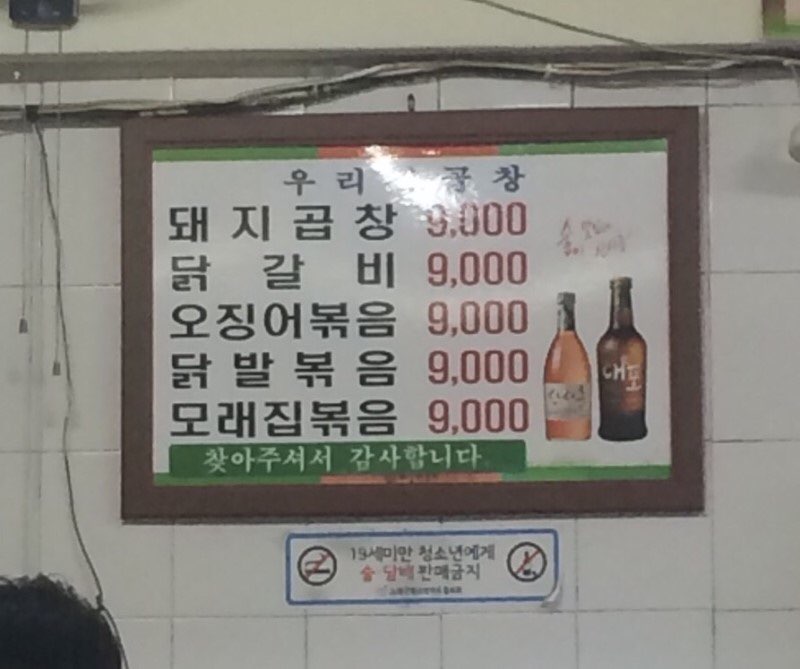 우리 곱창
돼지곱창 9,000
닭갈비 9,000
오징어볶음 9,000
닭발볶음 9,000
모래집볶음 9,000
찾아주셔서 감사합니다
산사춘
대포
19세미만 청소년에게
술 담배 판매금지